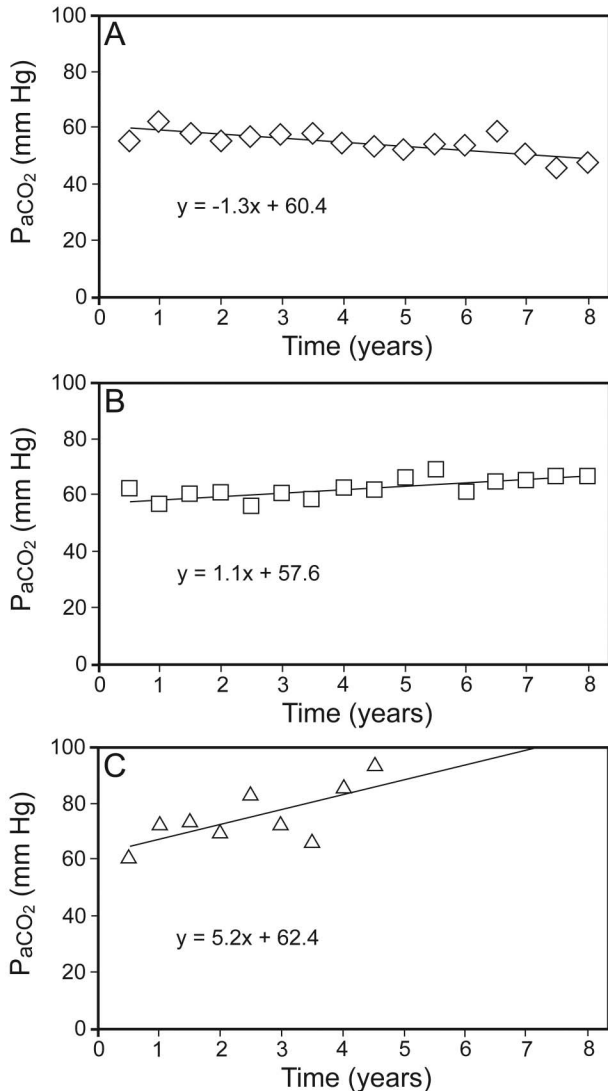 A
100
80
60
40
20
0
PaCO2 (mm Hg)
y = -1.3x + 60.4
0 1 2 3 4 5 6 7 8
Time (years)
B
100
80
60
40
20
0
PaCO2 (mm Hg)
y = 1.1x + 57.6
0 1 2 3 4 5 6 7 8
Time (years)
C
100
80
60
40
20
0
PaCO2 (mm Hg)
y = 5.2x + 62.4
0 1 2 3 4 5 6 7 8
Time (years)